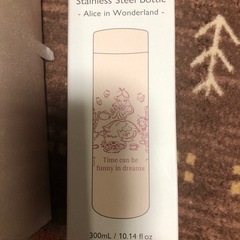 Stainless Steel Bottle
- Alice in Wonderland -
Time can be
funny in dreams
300mL / 10.14 fl oz